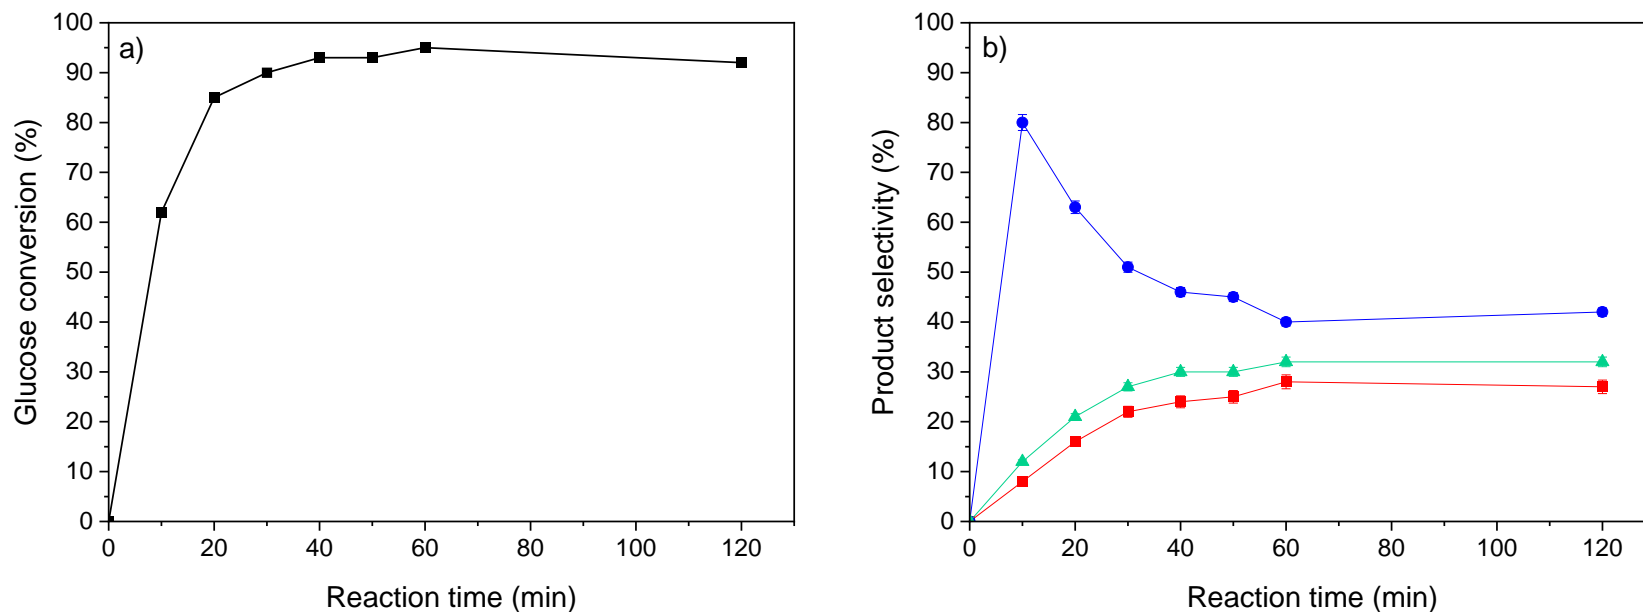 a)
100
90
80
70
60
50
40
30
20
10
0
Glucose conversion (%)
0 20 40 60 80 100 120
Reaction time (min)
b)
100
90
80
70
60
50
40
30
20
10
0
Product selectivity (%)
0 20 40 60 80 100 120
Reaction time (min)